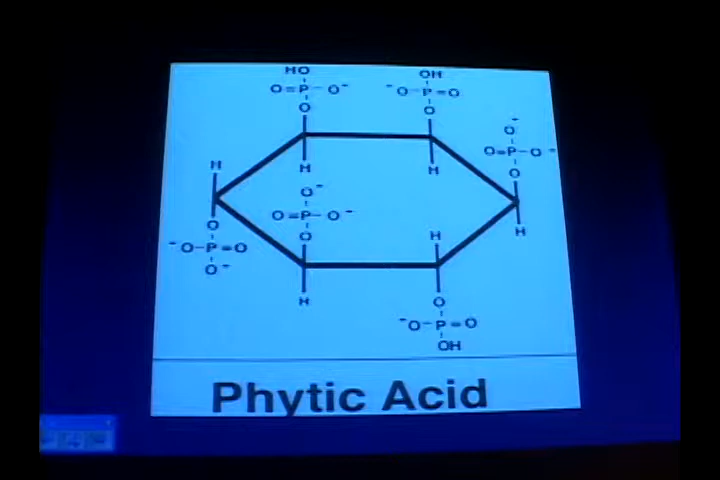 HO OH
O=P–O⁻ ⁻O–P=O
O O
O⁻
O=P–O⁻
O
H H H
O⁻
O=P–O⁻
O O H H
⁻O–P=O
O⁻
H O
⁻O–P=O
OH
Phytic Acid